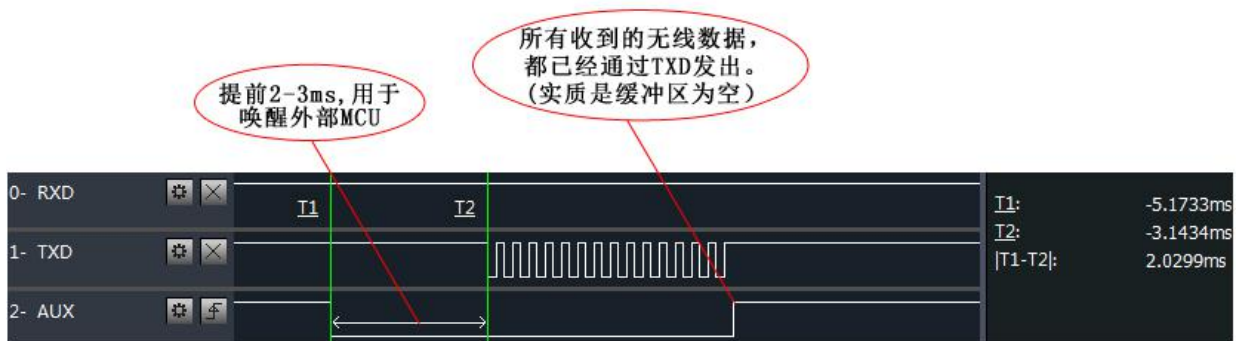 所有收到的无线数据，
都已经通过TXD发出。
(实质是缓冲区为空)
提前2-3ms,用于
唤醒外部MCU
0- RXD
T1
T2
1- TXD
2- AUX
T1: -5.1733ms
T2: -3.1434ms
|T1-T2|: 2.0299ms